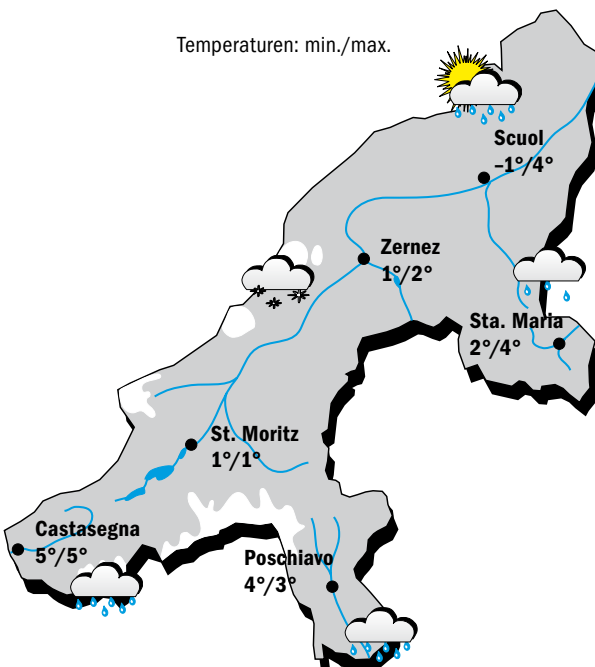 Temperaturen: min./max.
Scuol
–1°/4°
Zernez
1°/2°
Sta. Maria
2°/4°
St. Moritz
1°/1°
Castasegna
5°/5°
Poschiavo
4°/3°